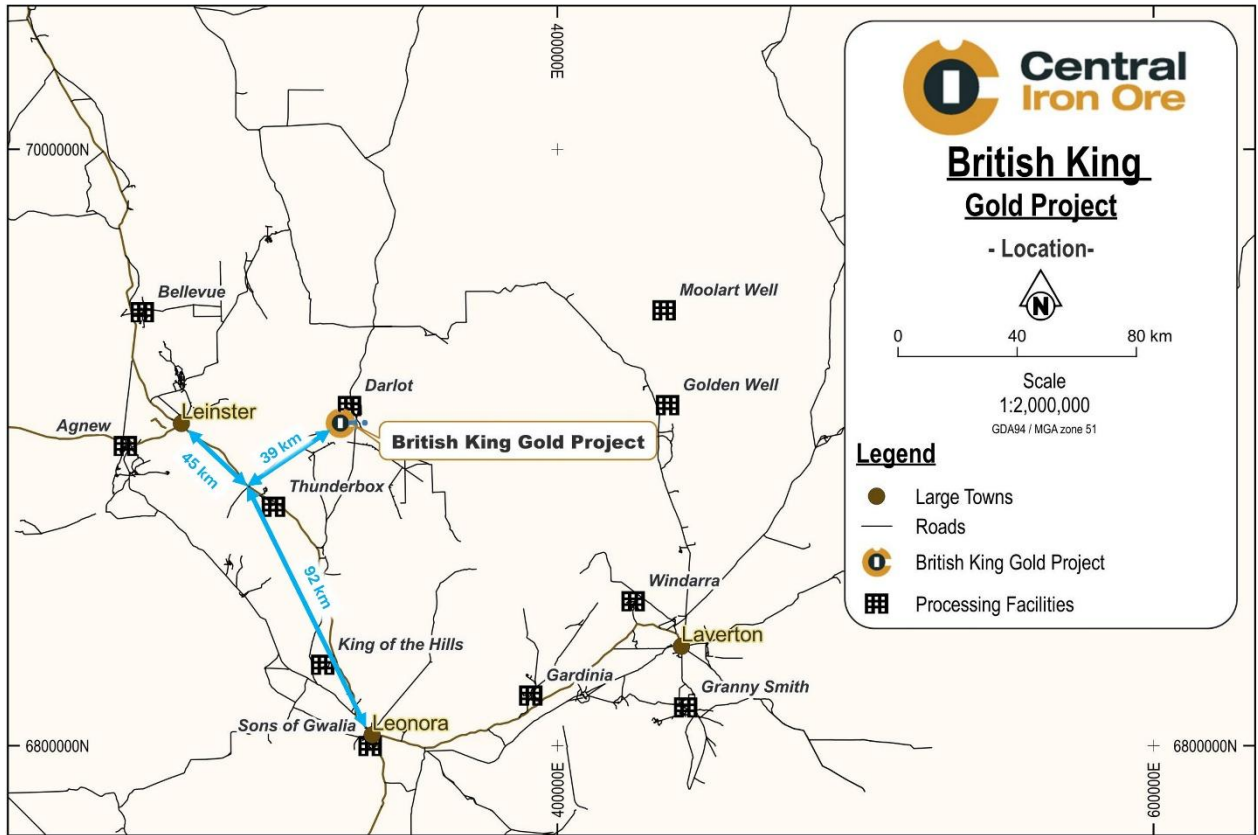 400000E
7000000N
Bellevue
Moolart Well
Darlot
Golden Well
Leinster
Agnew
British King Gold Project
39 km
45 km
Thunderbox
92 km
Windarra
King of the Hills
Laverton
Gardinia
Granny Smith
Sons of Gwalia
Leonora
6800000N
6800000N
400000E
600000E
Central
Iron Ore
British King
Gold Project
- Location-
N
0 40 80 km
Scale
1:2,000,000
GDA94 / MGA zone 51
Legend
Large Towns
Roads
British King Gold Project
Processing Facilities